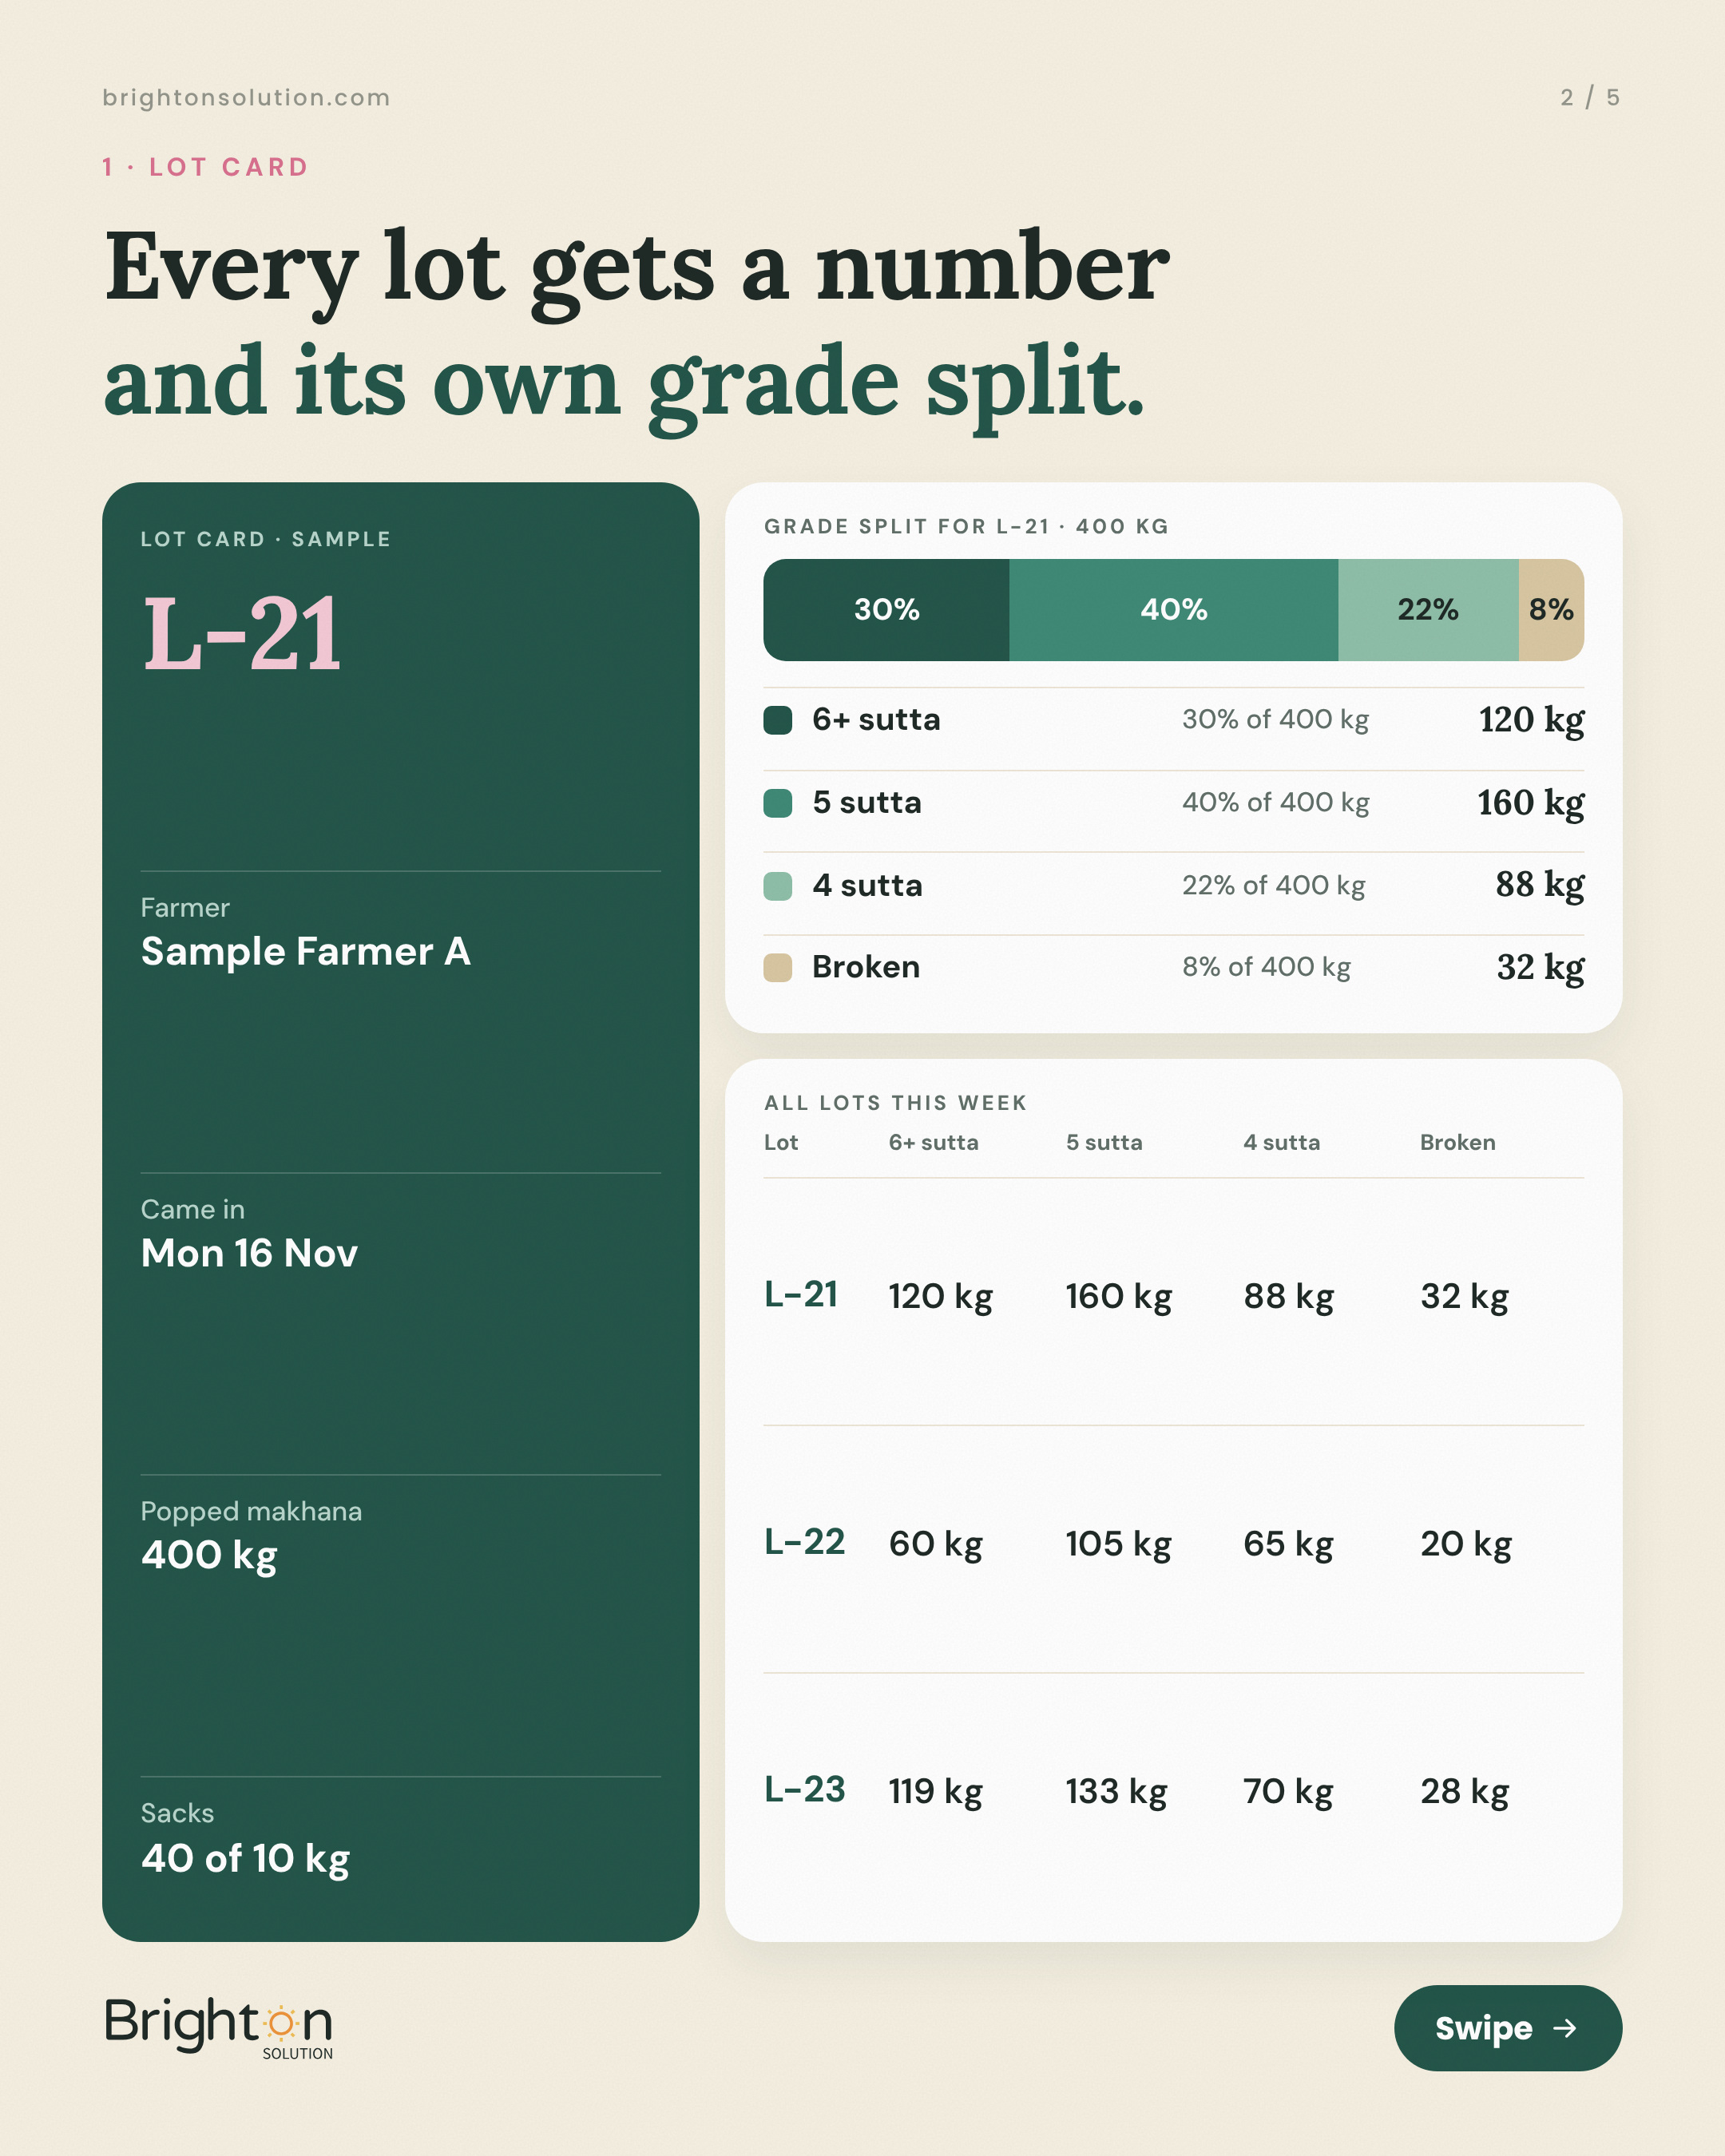 brightonsolution.com
2 / 5
1 · LOT CARD
Every lot gets a number
and its own grade split.
LOT CARD · SAMPLE
L-21
Farmer
Sample Farmer A
Came in
Mon 16 Nov
Popped makhana
400 kg
Sacks
40 of 10 kg
GRADE SPLIT FOR L-21 · 400 KG
30% 40% 22% 8%
6+ sutta 30% of 400 kg 120 kg
5 sutta 40% of 400 kg 160 kg
4 sutta 22% of 400 kg 88 kg
Broken 8% of 400 kg 32 kg
ALL LOTS THIS WEEK
Lot 6+ sutta 5 sutta 4 sutta Broken
L-21 120 kg 160 kg 88 kg 32 kg
L-22 60 kg 105 kg 65 kg 20 kg
L-23 119 kg 133 kg 70 kg 28 kg
Brighton
SOLUTION
Swipe →